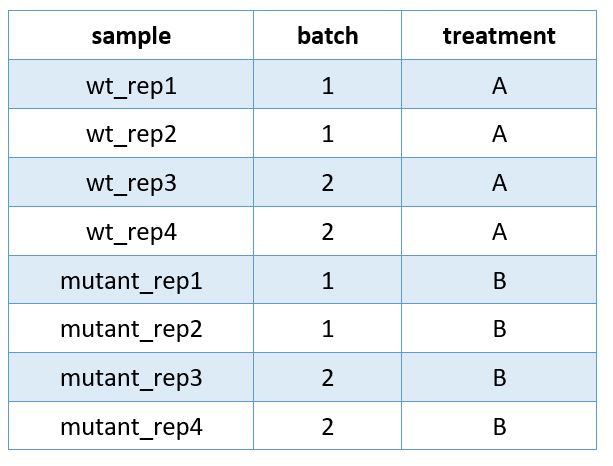 sample batch treatment
wt_rep1 1 A
wt_rep2 1 A
wt_rep3 2 A
wt_rep4 2 A
mutant_rep1 1 B
mutant_rep2 1 B
mutant_rep3 2 B
mutant_rep4 2 B